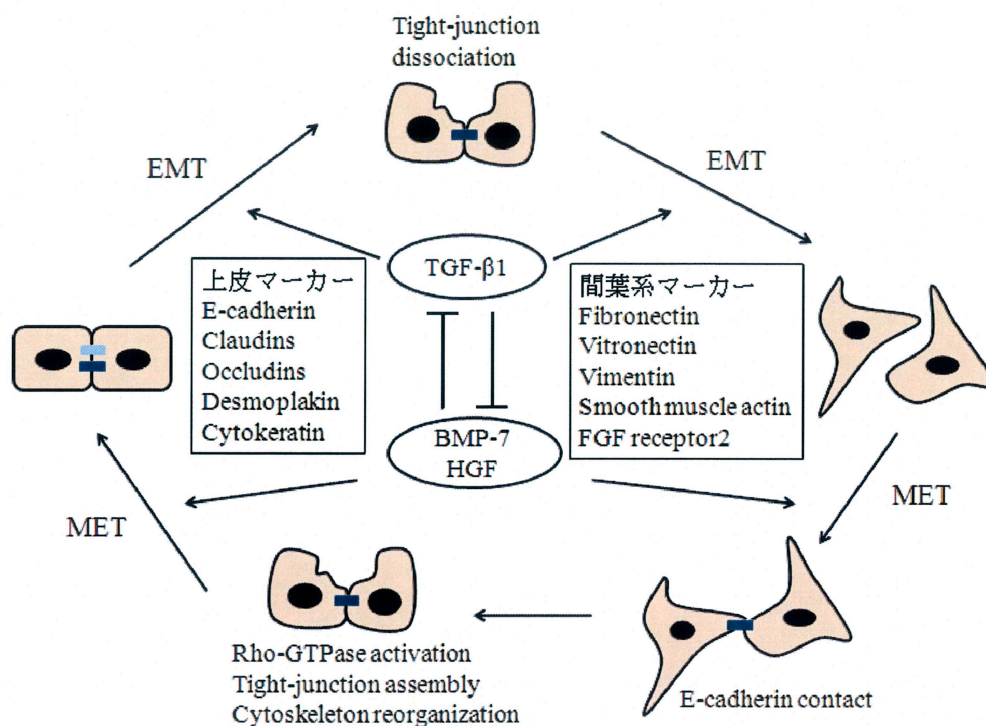 Tight-junction
dissociation
EMT
EMT
TGF-β1
上皮マーカー
E-cadherin
Claudins
Occludins
Desmoplakin
Cytokeratin
間葉系マーカー
Fibronectin
Vitronectin
Vimentin
Smooth muscle actin
FGF receptor2
BMP-7
HGF
MET
MET
Rho-GTPase activation
Tight-junction assembly
Cytoskeleton reorganization
E-cadherin contact